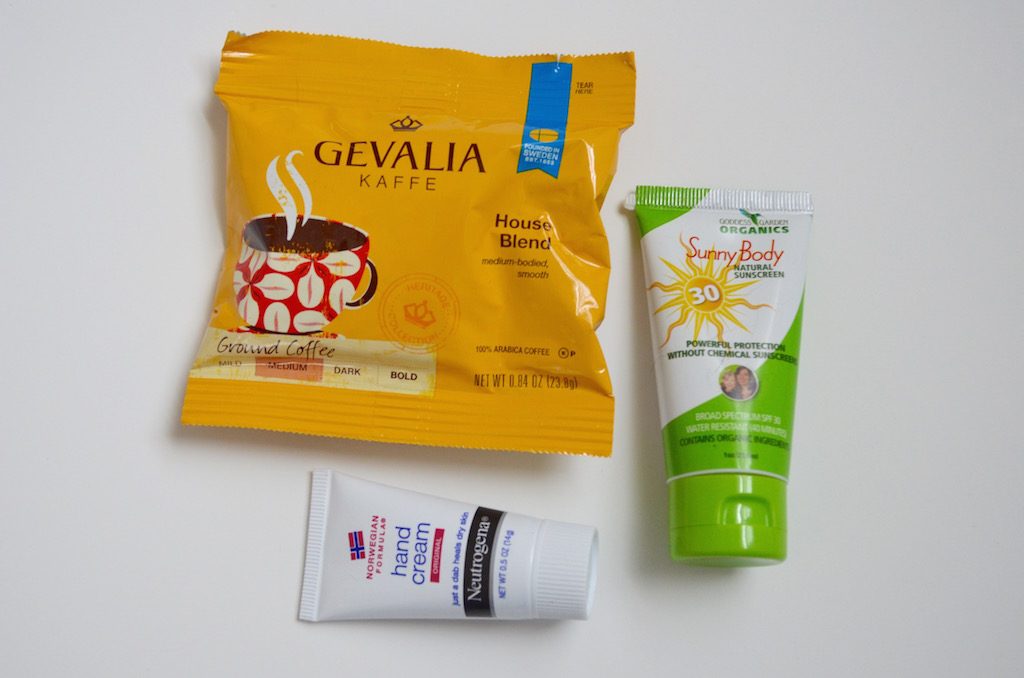 TEAR
HERE
FOUNDED IN
SWEDEN
EST. 1853
GEVALIA
KAFFE
House
Blend
medium-bodied,
smooth
HERITAGE
COLLECTION
Ground Coffee
MILD MEDIUM DARK BOLD
100% ARABICA COFFEE K P
NET WT 0.84 OZ (23.8g)
GODDESS GARDEN
ORGANICS
Sunny Body
NATURAL
SUNSCREEN
30
POWERFUL PROTECTION
WITHOUT CHEMICAL SUNSCREENS
BROAD SPECTRUM SPF 30
WATER RESISTANT (40 MINUTES)
CONTAINS ORGANIC INGREDIENTS
NORWEGIAN
FORMULA®
hand
cream
ORIGINAL
just a dab heals dry skin
Neutrogena®
NET WT 0.5 OZ (14g)